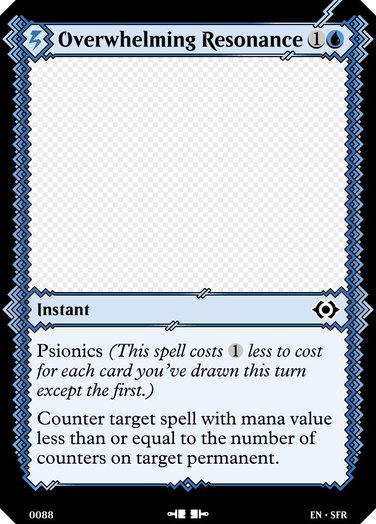 Overwhelming Resonance 1
Instant
Psionics (This spell costs 1 less to cost
for each card you've drawn this turn
except the first.)
Counter target spell with mana value
less than or equal to the number of
counters on target permanent.
0088 EN • SFR